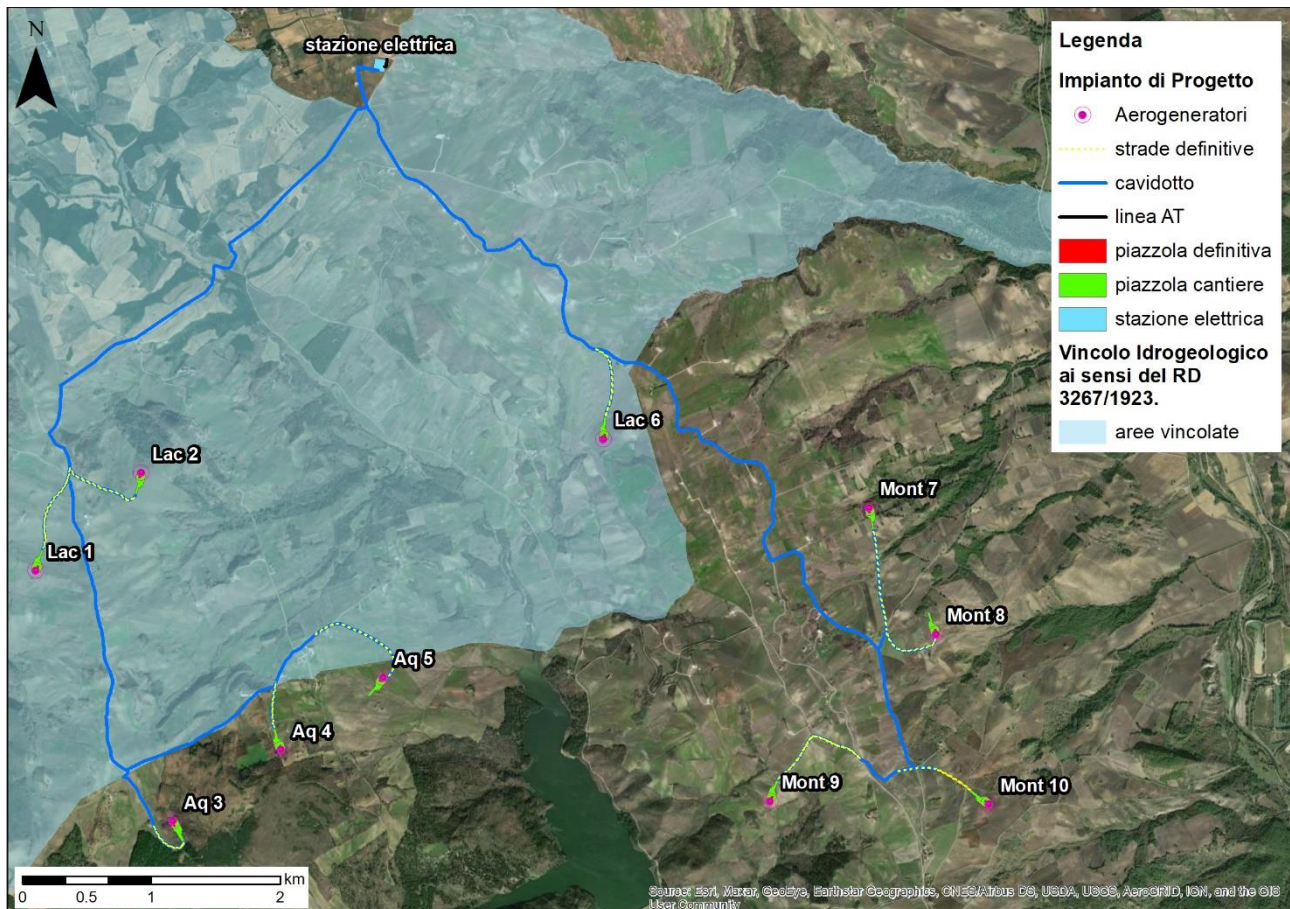 N
stazione elettrica
Lac 2
Lac 1
Lac 6
Mont 7
Mont 8
Aq 5
Aq 4
Aq 3
Mont 9
Mont 10
Legenda
Impianto di Progetto
Aerogeneratori
strade definitive
cavidotto
linea AT
piazzola definitiva
piazzola cantiere
stazione elettrica
Vincolo Idrogeologico
ai sensi del RD
3267/1923.
aree vincolate
km
0 0.5 1 2
Source: Esri, Maxar, GeoEye, Earthstar Geographics, CNES/Airbus DS, USDA, USGS, AeroGRID, IGN, and the GIS
User Community